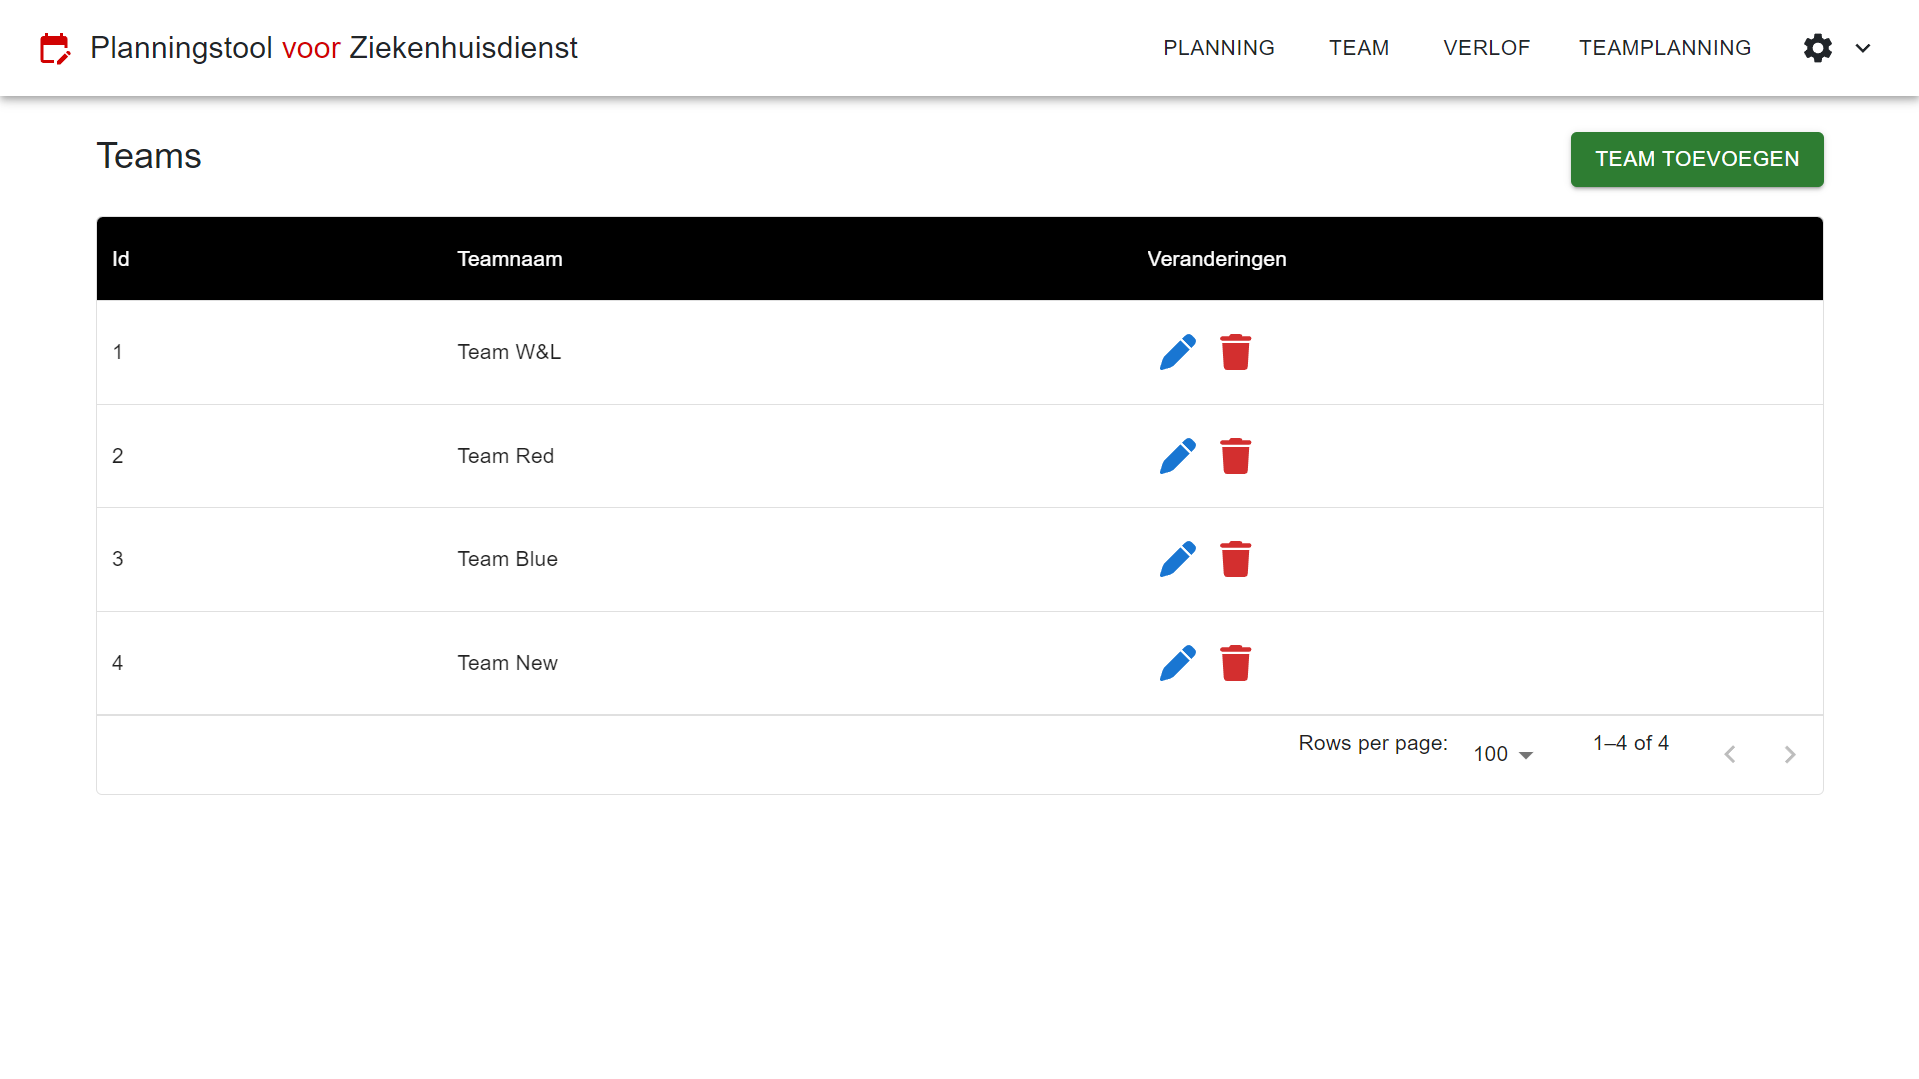 Planningstool voor Ziekenhuisdienst PLANNING TEAM VERLOF TEAMPLANNING
Teams TEAM TOEVOEGEN
Id Teamnaam Veranderingen
1 Team W&L
2 Team Red
3 Team Blue
4 Team New
Rows per page: 100 1–4 of 4